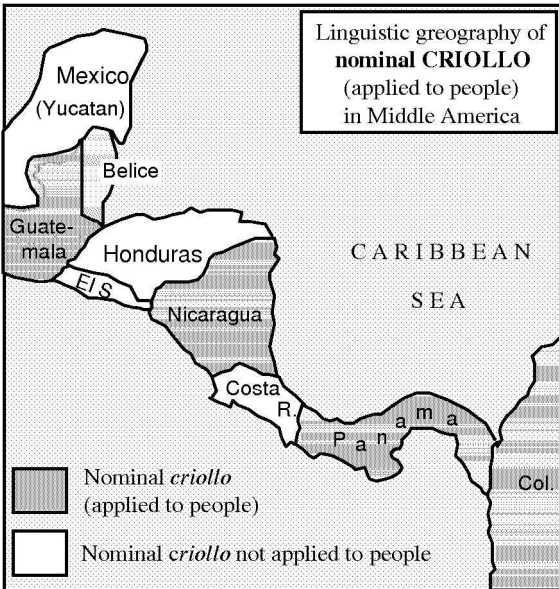 Linguistic greography of
nominal CRIOLLO
(applied to people)
in Middle America
Mexico
(Yucatan)
Belice
Guate-
mala
Honduras
El S.
Nicaragua
CARIBBEAN
SEA
Costa
R.
Panama
Col.
Nominal criollo
(applied to people)
Nominal criollo not applied to people